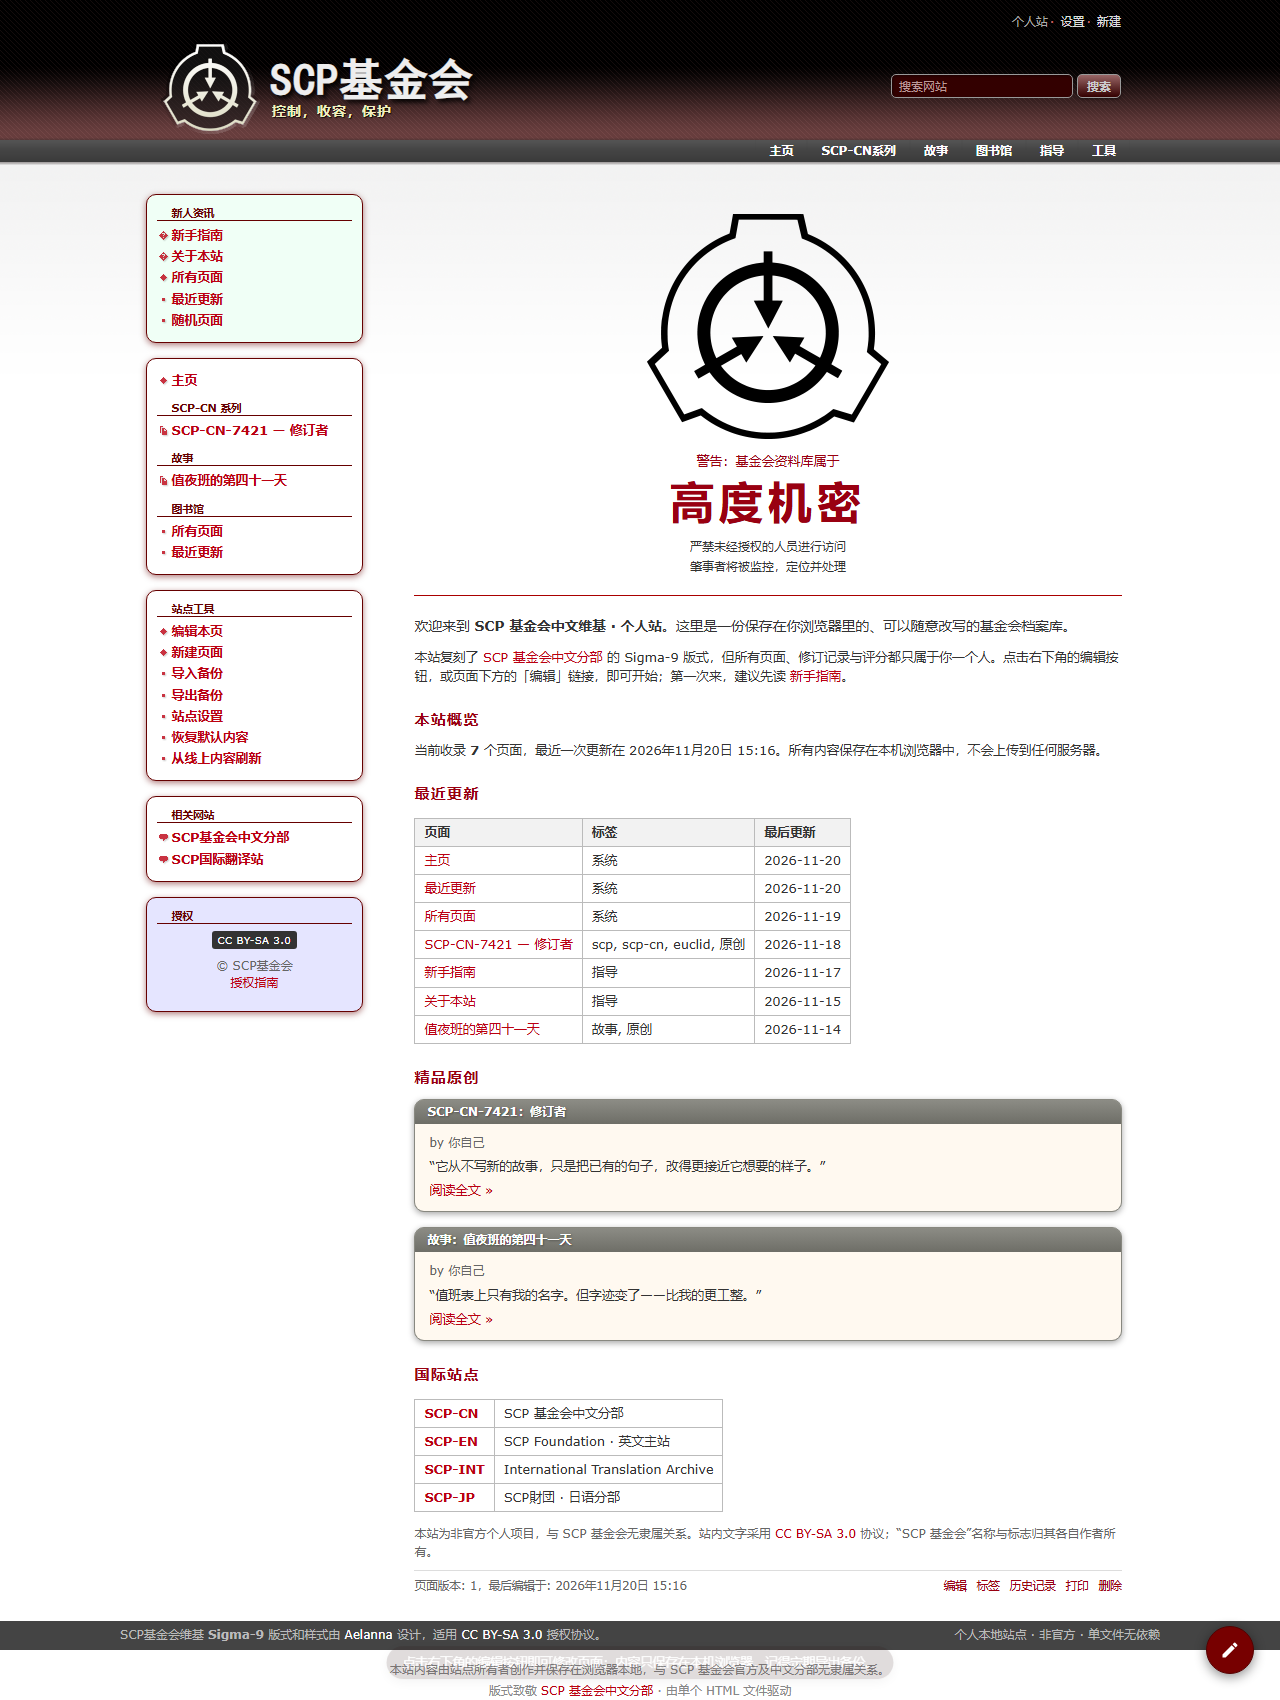 个人站 · 设置 · 新建
SCP基金会
控制，收容，保护
搜索网站
搜索
主页 SCP-CN系列 故事 图书馆 指导 工具
新人资讯
新手指南
关于本站
所有页面
最近更新
随机页面
主页
SCP-CN 系列
SCP-CN-7421 — 修订者
故事
值夜班的第四十一天
图书馆
所有页面
最近更新
站点工具
编辑本页
新建页面
导入备份
导出备份
站点设置
恢复默认内容
从线上内容刷新
相关网站
SCP基金会中文分部
SCP国际翻译站
授权
CC BY-SA 3.0
© SCP基金会
授权指南
警告：基金会资料库属于
高度机密
严禁未经授权的人员进行访问
肇事者将被监控，定位并处理
欢迎来到 SCP 基金会中文维基 · 个人站。这里是一份保存在你浏览器里的、可以随意改写的基金会档案库。
本站复刻了 SCP 基金会中文分部 的 Sigma-9 版式，但所有页面、修订记录与评分都只属于你一个人。点击右下角的编辑按
钮，或页面下方的「编辑」链接，即可开始；第一次来，建议先读 新手指南。
本站概览
当前收录 7 个页面，最近一次更新在 2026年11月20日 15:16。所有内容保存在本机浏览器中，不会上传到任何服务器。
最近更新
页面 标签 最后更新
主页 系统 2026-11-20
最近更新 系统 2026-11-20
所有页面 系统 2026-11-19
SCP-CN-7421 — 修订者 scp, scp-cn, euclid, 原创 2026-11-18
新手指南 指导 2026-11-17
关于本站 指导 2026-11-15
值夜班的第四十一天 故事, 原创 2026-11-14
精品原创
SCP-CN-7421：修订者
by 你自己
“它从不写新的故事，只是把已有的句子，改得更接近它想要的样子。”
阅读全文 »
故事：值夜班的第四十一天
by 你自己
“值班表上只有我的名字。但字迹变了——比我的更工整。”
阅读全文 »
国际站点
SCP-CN SCP 基金会中文分部
SCP-EN SCP Foundation · 英文主站
SCP-INT International Translation Archive
SCP-JP SCP財団 · 日语分部
本站为非官方个人项目，与 SCP 基金会无隶属关系。站内文字采用 CC BY-SA 3.0 协议；“SCP 基金会”名称与标志归其各自作者所
有。
页面版本: 1，最后编辑于: 2026年11月20日 15:16
编辑 标签 历史记录 打印 删除
SCP基金会维基 Sigma-9 版式和样式由 Aelanna 设计，适用 CC BY-SA 3.0 授权协议。
个人本地站点 · 非官方 · 单文件无依赖
点击右下角的编辑按钮即可修改页面；内容只保存在本机浏览器，记得定期导出备份。
本站内容由站点所有者创作并保存在浏览器本地，与 SCP 基金会官方及中文分部无隶属关系。
版式致敬 SCP 基金会中文分部 · 由单个 HTML 文件驱动